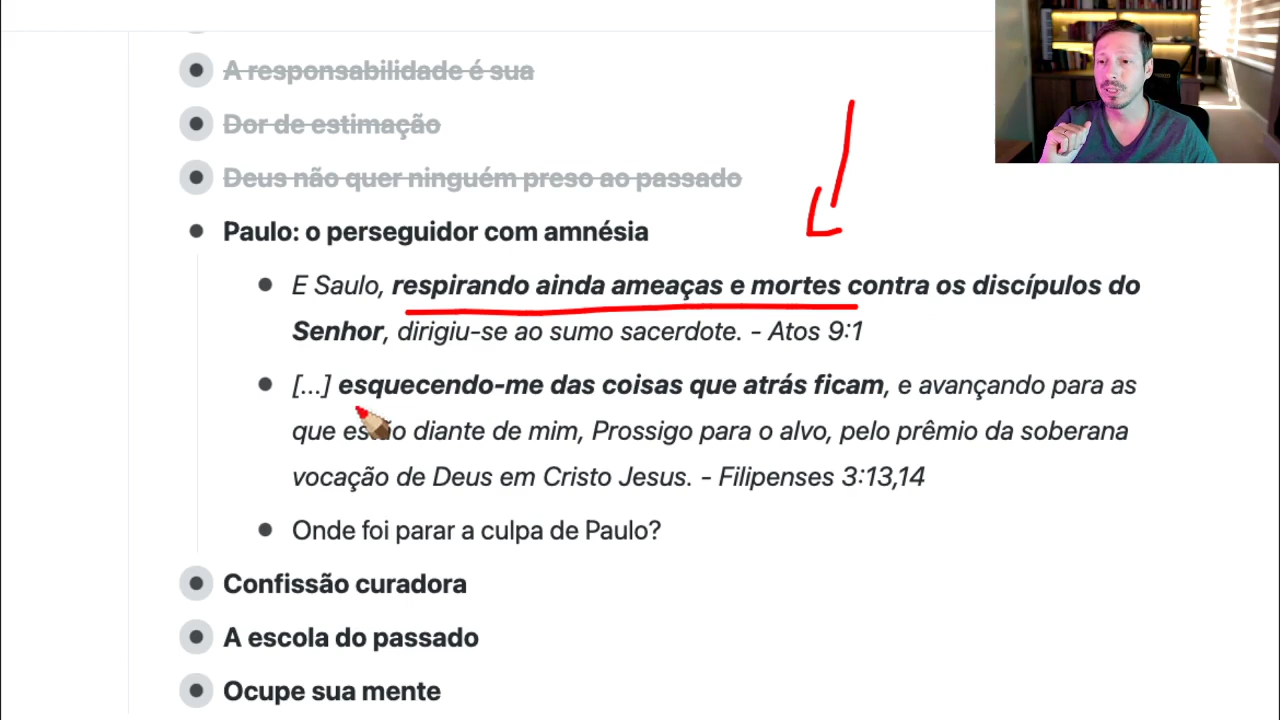 A responsabilidade é sua
Dor de estimação
Deus não quer ninguém preso ao passado
Paulo: o perseguidor com amnésia
E Saulo, respirando ainda ameaças e mortes contra os discípulos do
Senhor, dirigiu-se ao sumo sacerdote. - Atos 9:1
[...] esquecendo-me das coisas que atrás ficam, e avançando para as
que estão diante de mim, Prossigo para o alvo, pelo prêmio da soberana
vocação de Deus em Cristo Jesus. - Filipenses 3:13,14
Onde foi parar a culpa de Paulo?
Confissão curadora
A escola do passado
Ocupe sua mente